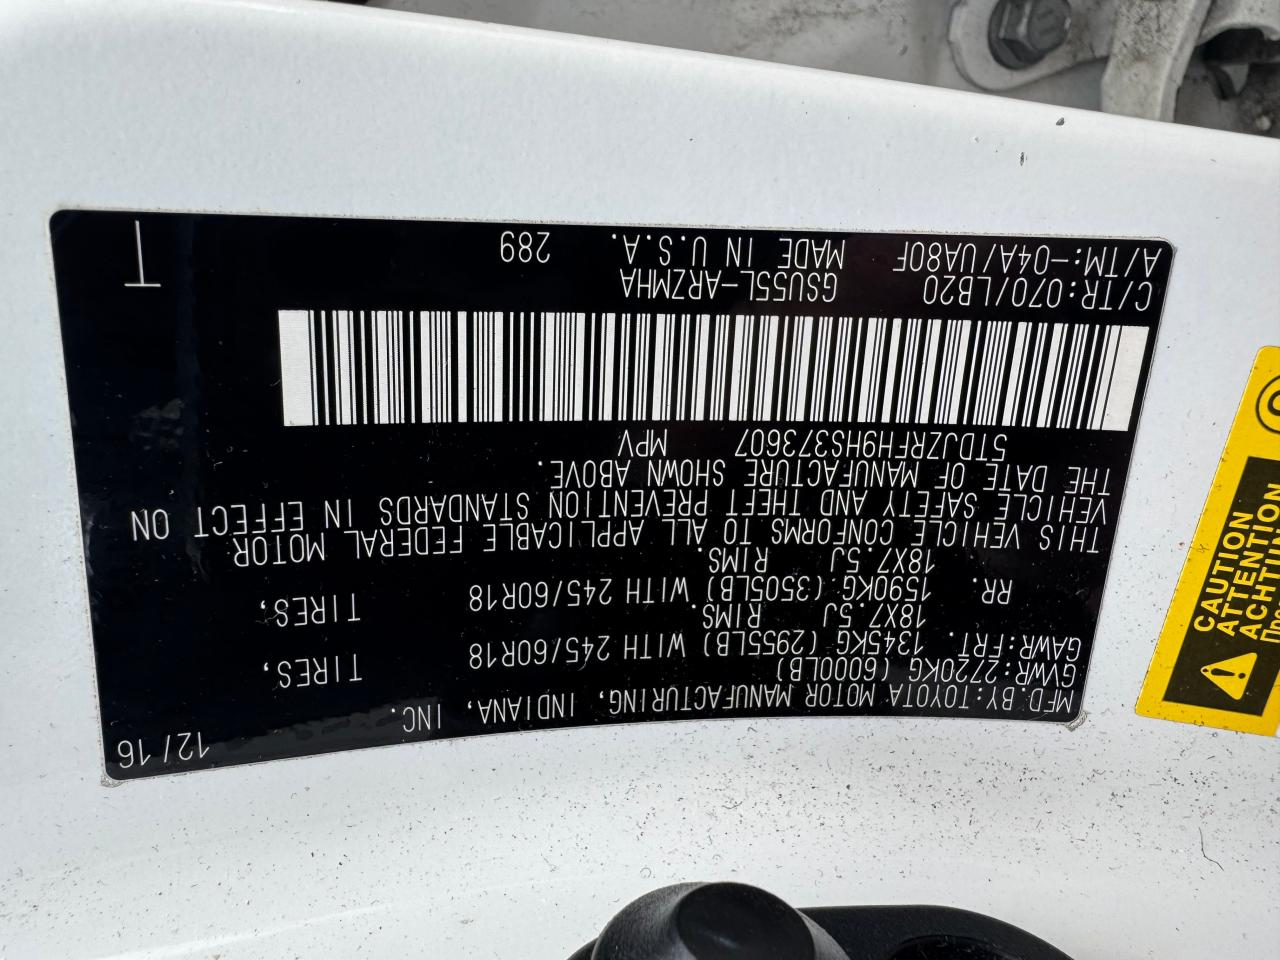 MFD.BY:TOYOTA MOTOR MANUFACTURING, INDIANA, INC. 12/16
GVWR:2720KG (6000LB)
GAWR:FRT. 1345KG (2955LB) WITH 245/60R18 TIRES,
18X7.5J RIMS.
RR. 1590KG (3505LB) WITH 245/60R18 TIRES,
18X7.5J RIMS.
THIS VEHICLE CONFORMS TO ALL APPLICABLE FEDERAL MOTOR
VEHICLE SAFETY AND THEFT PREVENTION STANDARDS IN EFFECT ON
THE DATE OF MANUFACTURE SHOWN ABOVE.
5TDJZRFH9HS373607 MPV
C/TR:070/LB20 GSU55L-ARZMHA
A/TM:-04A/UA80F MADE IN U.S.A. 289
T
CAUTION
ATTENTION
ACHTUNG